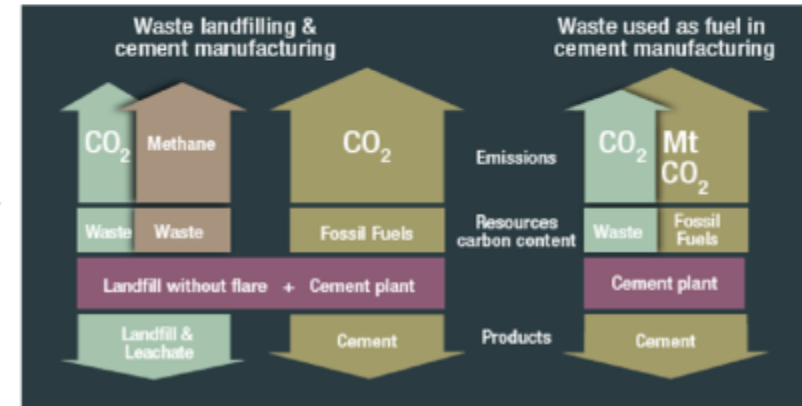 Waste landfilling &
cement manufacturing
Waste used as fuel in
cement manufacturing
CO2
Methane
CO2
Emissions
CO2
Mt
CO2
Waste
Waste
Fossil Fuels
Resources
carbon content
Waste
Fossil
Fuels
Landfill without flare + Cement plant
Cement plant
Landfill &
Leachate
Cement
Products
Cement